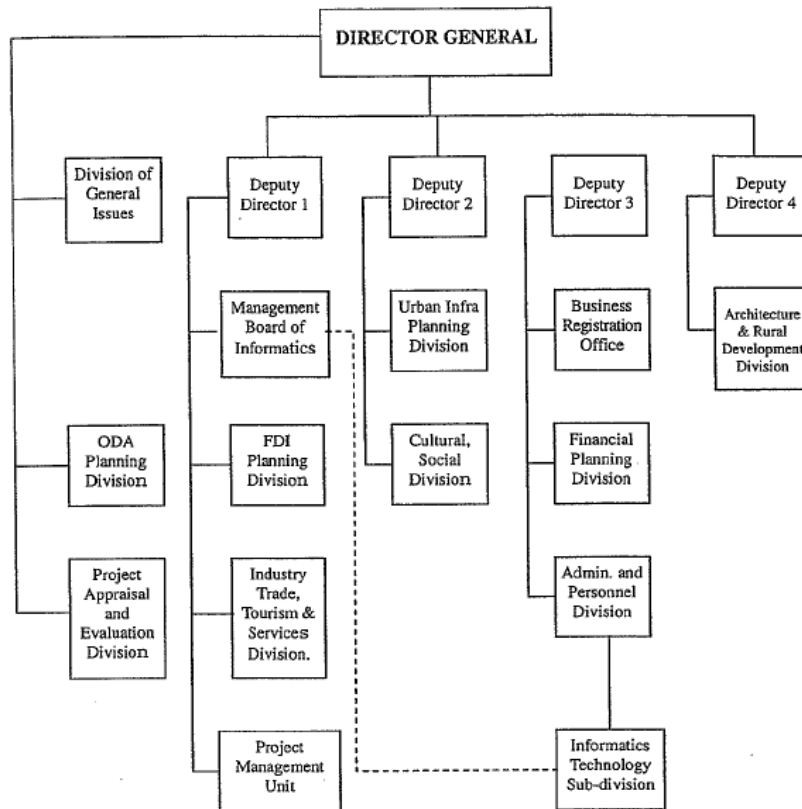 DIRECTOR GENERAL
Division of
General
Issues
Deputy
Director 1
Deputy
Director 2
Deputy
Director 3
Deputy
Director 4
Management
Board of
Informatics
Urban Infra
Planning
Division
Business
Registration
Office
Architecture
& Rural
Development
Division
ODA
Planning
Division
FDI
Planning
Division
Cultural,
Social
Division
Financial
Planning
Division
Project
Appraisal
and
Evaluation
Division
Industry
Trade,
Tourism &
Services
Division.
Admin. and
Personnel
Division
Project
Management
Unit
Informatics
Technology
Sub-division